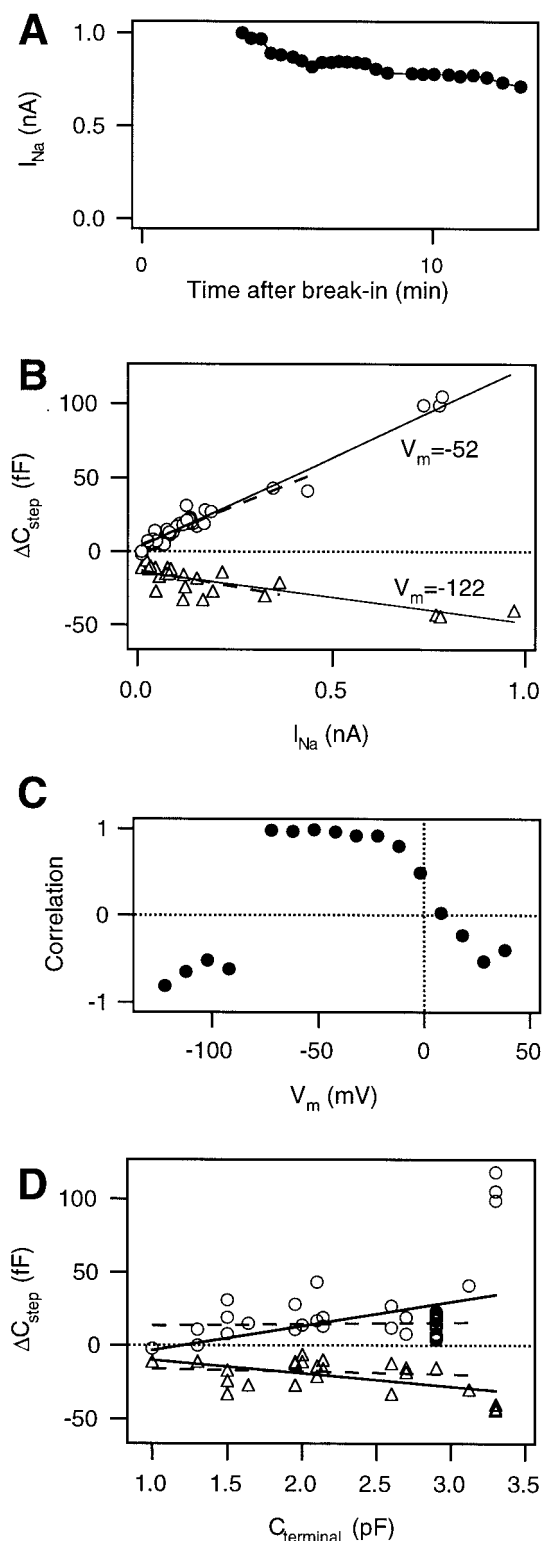 A
1.0
0.5
0.0
I_Na (nA)
0
10
Time after break-in (min)
B
100
50
0
-50
ΔC_step (fF)
V_m=-52
V_m=-122
0.0
0.5
1.0
I_Na (nA)
C
1
0
-1
Correlation
-100
-50
0
50
V_m (mV)
D
100
50
0
-50
ΔC_step (fF)
1.0
1.5
2.0
2.5
3.0
3.5
C_terminal (pF)